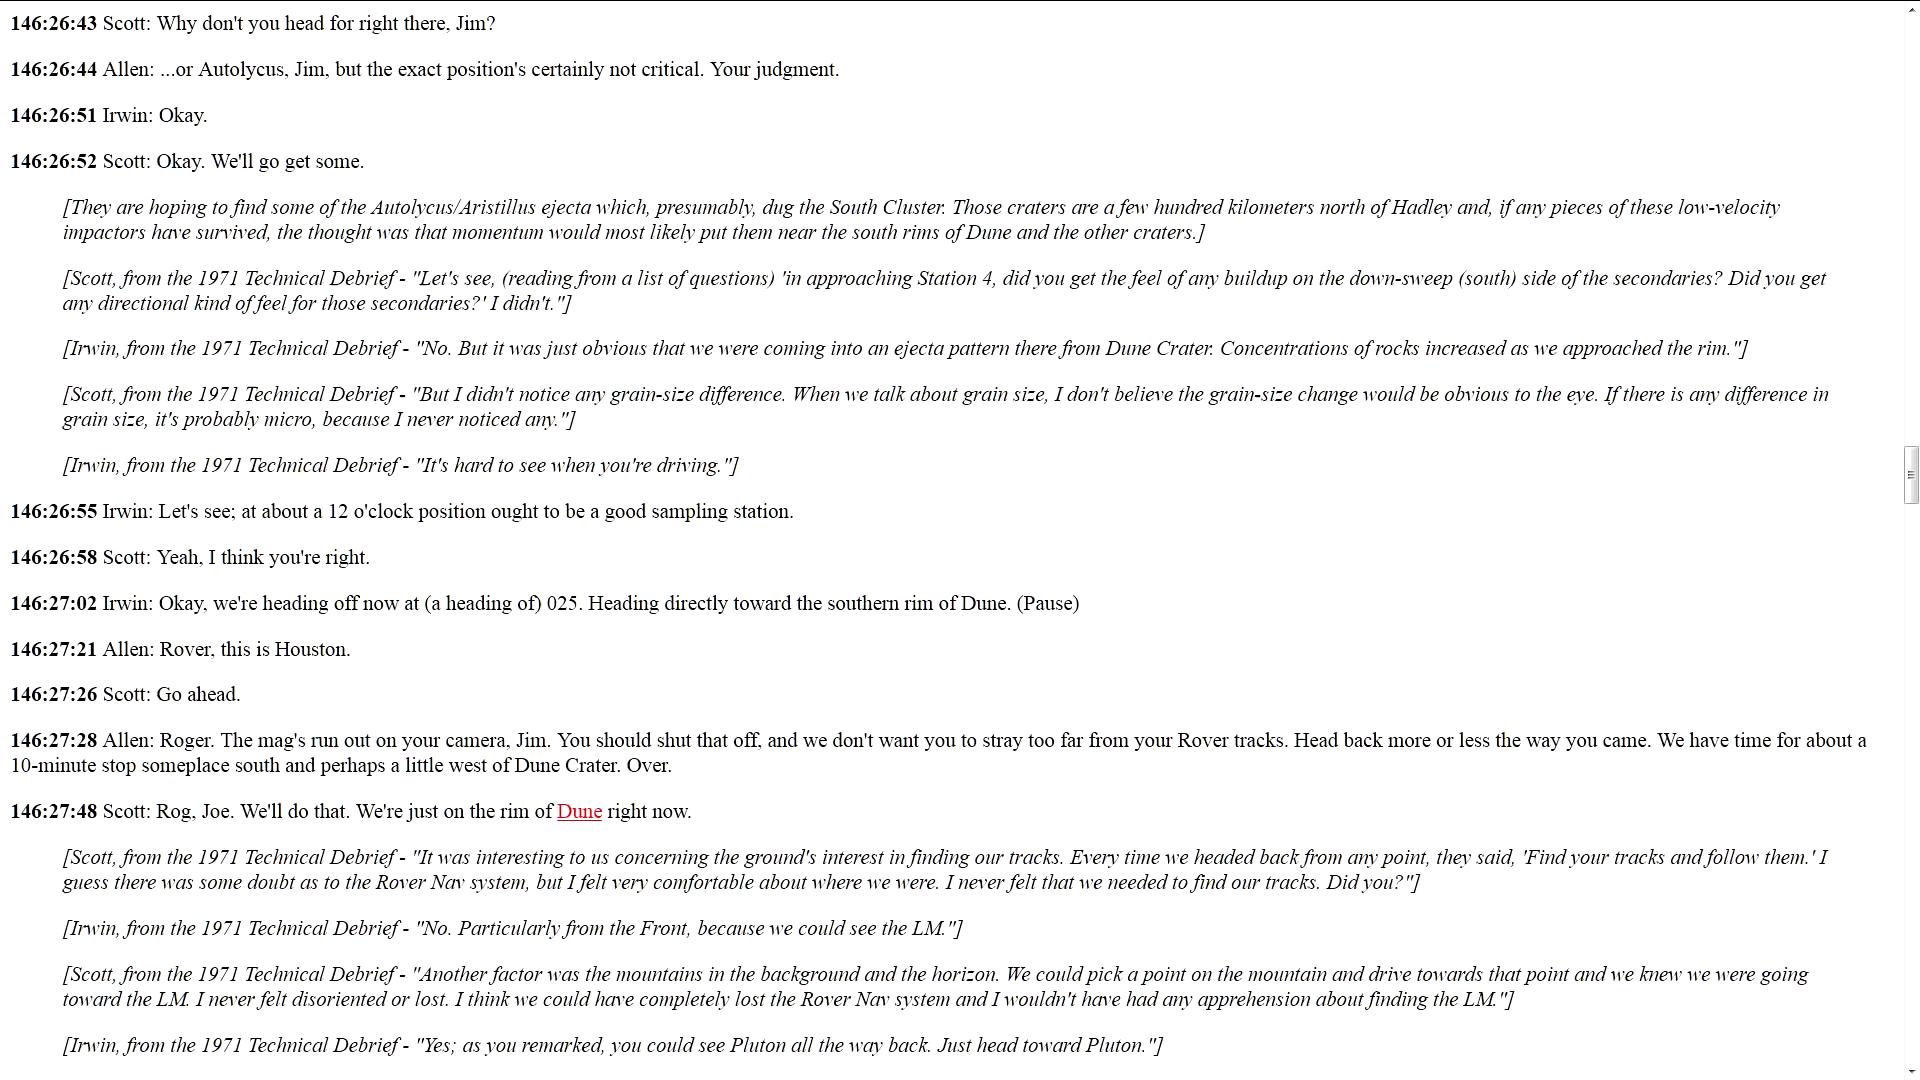 146:26:43 Scott: Why don't you head for right there, Jim?
146:26:44 Allen: ...or Autolycus, Jim, but the exact position's certainly not critical. Your judgment.
146:26:51 Irwin: Okay.
146:26:52 Scott: Okay. We'll go get some.
[They are hoping to find some of the Autolycus/Aristillus ejecta which, presumably, dug the South Cluster. Those craters are a few hundred kilometers north of Hadley and, if any pieces of these low-velocity
impactors have survived, the thought was that momentum would most likely put them near the south rims of Dune and the other craters.]
[Scott, from the 1971 Technical Debrief - "Let's see, (reading from a list of questions) 'in approaching Station 4, did you get the feel of any buildup on the down-sweep (south) side of the secondaries? Did you get
any directional kind of feel for those secondaries?' I didn't."]
[Irwin, from the 1971 Technical Debrief - "No. But it was just obvious that we were coming into an ejecta pattern there from Dune Crater. Concentrations of rocks increased as we approached the rim."]
[Scott, from the 1971 Technical Debrief - "But I didn't notice any grain-size difference. When we talk about grain size, I don't believe the grain-size change would be obvious to the eye. If there is any difference in
grain size, it's probably micro, because I never noticed any."]
[Irwin, from the 1971 Technical Debrief - "It's hard to see when you're driving."]
146:26:55 Irwin: Let's see; at about a 12 o'clock position ought to be a good sampling station.
146:26:58 Scott: Yeah, I think you're right.
146:27:02 Irwin: Okay, we're heading off now at (a heading of) 025. Heading directly toward the southern rim of Dune. (Pause)
146:27:21 Allen: Rover, this is Houston.
146:27:26 Scott: Go ahead.
146:27:28 Allen: Roger. The mag's run out on your camera, Jim. You should shut that off, and we don't want you to stray too far from your Rover tracks. Head back more or less the way you came. We have time for about a
10-minute stop someplace south and perhaps a little west of Dune Crater. Over.
146:27:48 Scott: Rog, Joe. We'll do that. We're just on the rim of Dune right now.
[Scott, from the 1971 Technical Debrief - "It was interesting to us concerning the ground's interest in finding our tracks. Every time we headed back from any point, they said, 'Find your tracks and follow them.' I
guess there was some doubt as to the Rover Nav system, but I felt very comfortable about where we were. I never felt that we needed to find our tracks. Did you?"]
[Irwin, from the 1971 Technical Debrief - "No. Particularly from the Front, because we could see the LM."]
[Scott, from the 1971 Technical Debrief - "Another factor was the mountains in the background and the horizon. We could pick a point on the mountain and drive towards that point and we knew we were going
toward the LM. I never felt disoriented or lost. I think we could have completely lost the Rover Nav system and I wouldn't have had any apprehension about finding the LM."]
[Irwin, from the 1971 Technical Debrief - "Yes; as you remarked, you could see Pluton all the way back. Just head toward Pluton."]